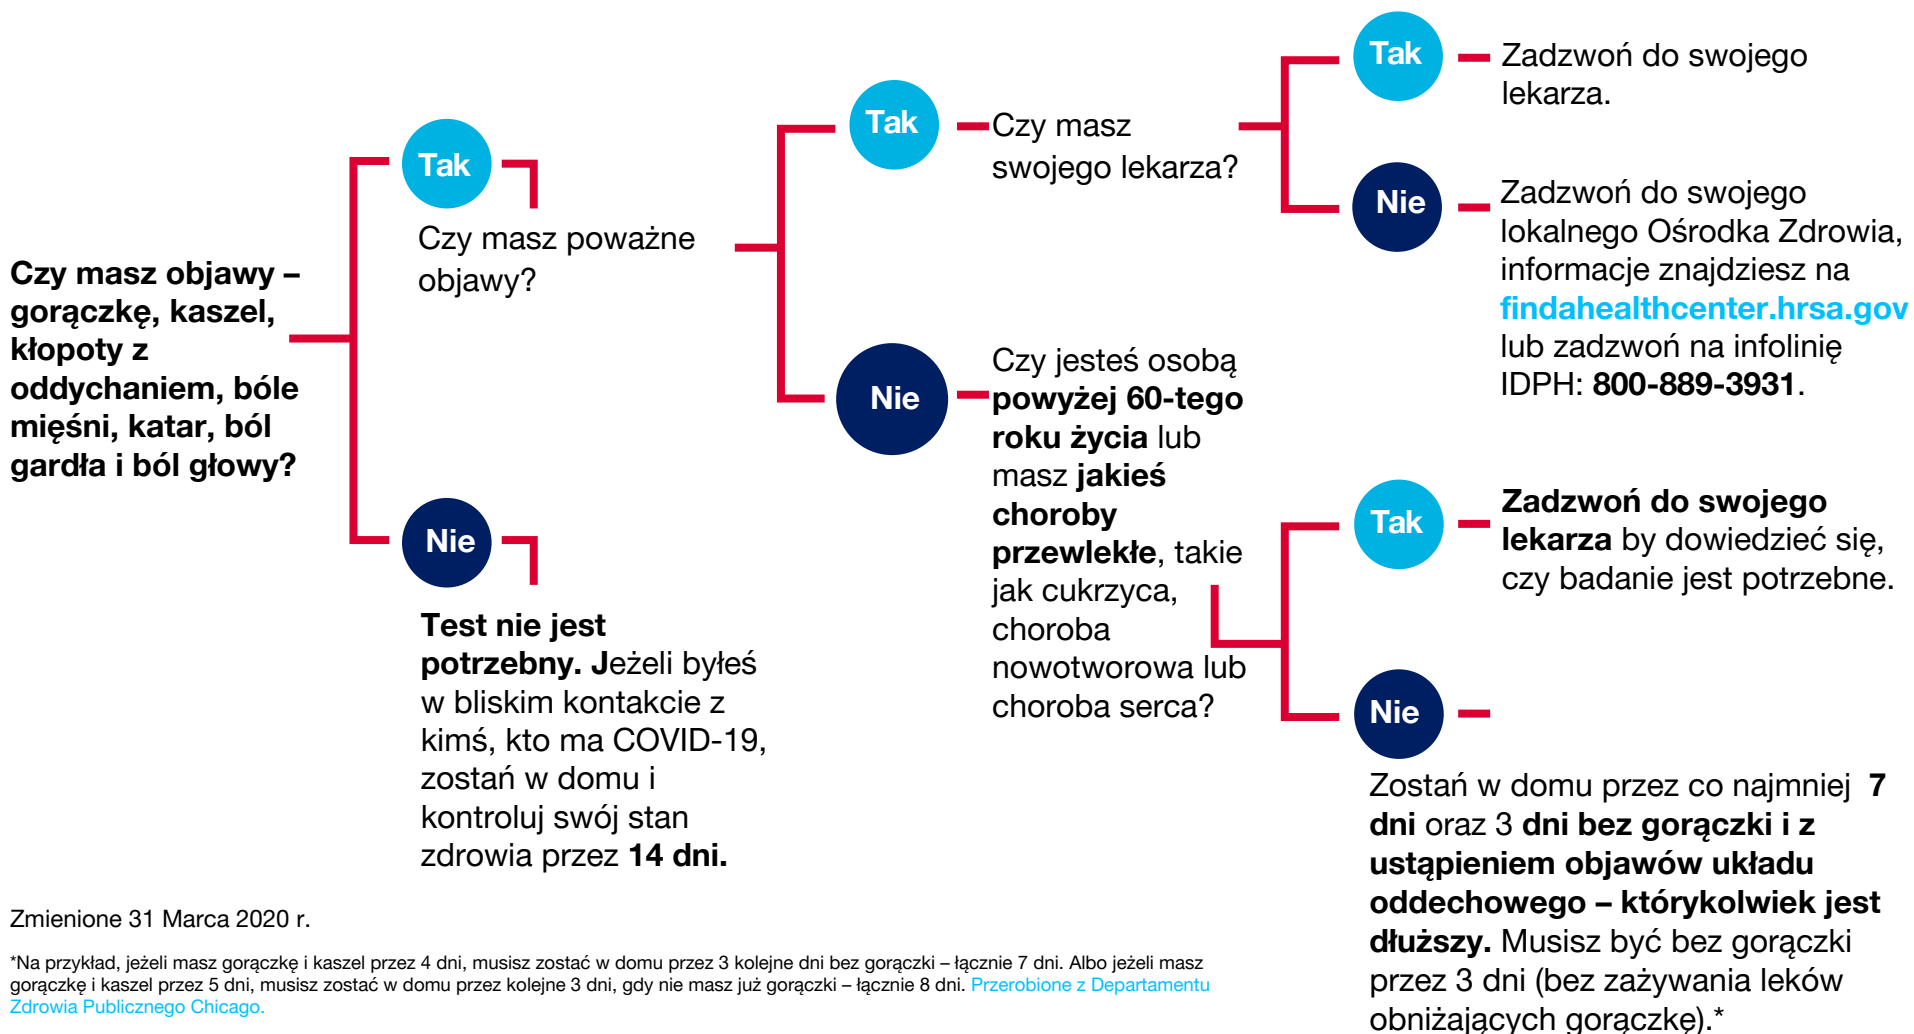 Czy masz objawy –
gorączkę, kaszel,
kłopoty z
oddychaniem, bóle
mięśni, katar, ból
gardła i ból głowy?
Tak
Czy masz poważne
objawy?
Nie
Test nie jest
potrzebny. Jeżeli byłeś
w bliskim kontakcie z
kimś, kto ma COVID-19,
zostań w domu i
kontroluj swój stan
zdrowia przez 14 dni.
Tak
Czy masz
swojego lekarza?
Nie
Czy jesteś osobą
powyżej 60-tego
roku życia lub
masz jakieś
choroby
przewlekłe, takie
jak cukrzyca,
choroba
nowotworowa lub
choroba serca?
Tak
Zadzwoń do swojego
lekarza.
Nie
Zadzwoń do swojego
lokalnego Ośrodka Zdrowia,
informacje znajdziesz na
findahealthcenter.hrsa.gov
lub zadzwoń na infolinię
IDPH: 800-889-3931.
Tak
Zadzwoń do swojego
lekarza by dowiedzieć się,
czy badanie jest potrzebne.
Nie
Zostań w domu przez co najmniej 7
dni oraz 3 dni bez gorączki i z
ustąpieniem objawów układu
oddechowego – którykolwiek jest
dłuższy. Musisz być bez gorączki
przez 3 dni (bez zażywania leków
obniżających gorączkę).*
Zmienione 31 Marca 2020 r.
*Na przykład, jeżeli masz gorączkę i kaszel przez 4 dni, musisz zostać w domu przez 3 kolejne dni bez gorączki – łącznie 7 dni. Albo jeżeli masz
gorączkę i kaszel przez 5 dni, musisz zostać w domu przez kolejne 3 dni, gdy nie masz już gorączki – łącznie 8 dni. Przerobione z Departamentu
Zdrowia Publicznego Chicago.